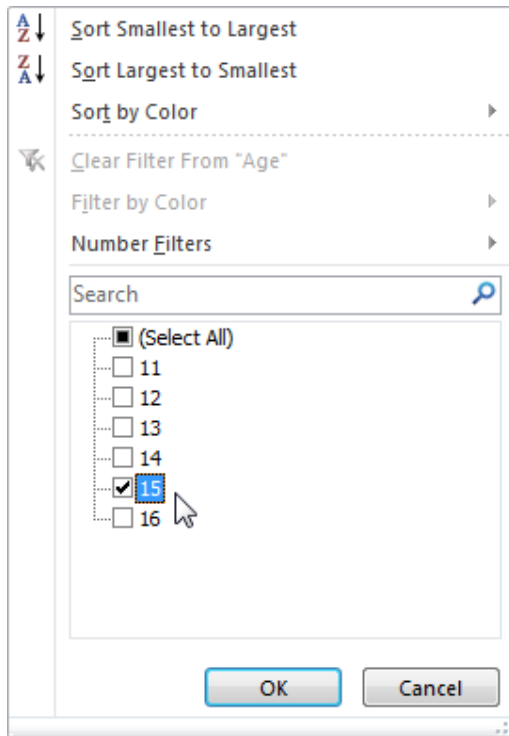 Sort Smallest to Largest
Sort Largest to Smallest
Sort by Color
Clear Filter From "Age"
Filter by Color
Number Filters
Search
(Select All)
11
12
13
14
15
16
OK Cancel